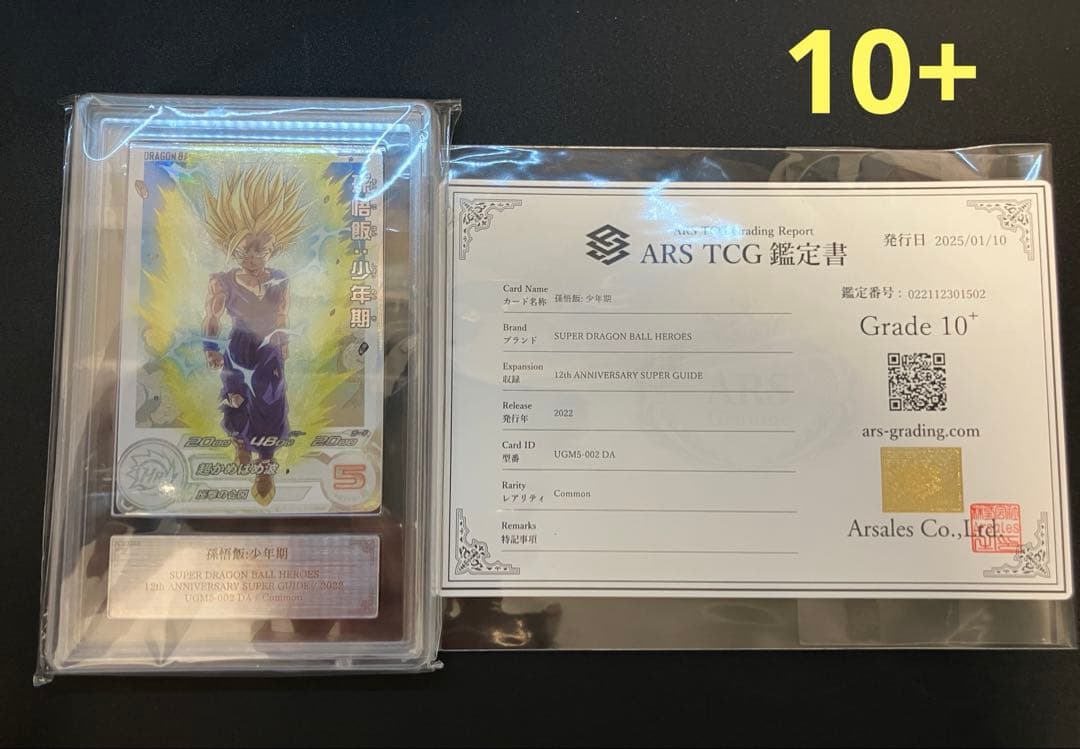 10+
DRAGON BA
孫悟飯:少年期
2000
4800
2000
HP
超かめはめ波
5
孫悟飯:少年期
SUPER DRAGON BALL HEROES
12th ANNIVERSARY SUPER GUIDE / 2022
UGM5-002 DA / Common
ARS TCG Grading Report
ARS TCG 鑑定書
発行日 2025/01/10
鑑定番号: 022112301502
Grade 10+
ars-grading.com
Arsales Co.,Ltd.
Card Name
カード名称 孫悟飯: 少年期
Brand
ブランド SUPER DRAGON BALL HEROES
Expansion
収録 12th ANNIVERSARY SUPER GUIDE
Release
発行年 2022
Card ID
型番 UGM5-002 DA
Rarity
レアリティ Common
Remarks
特記事項